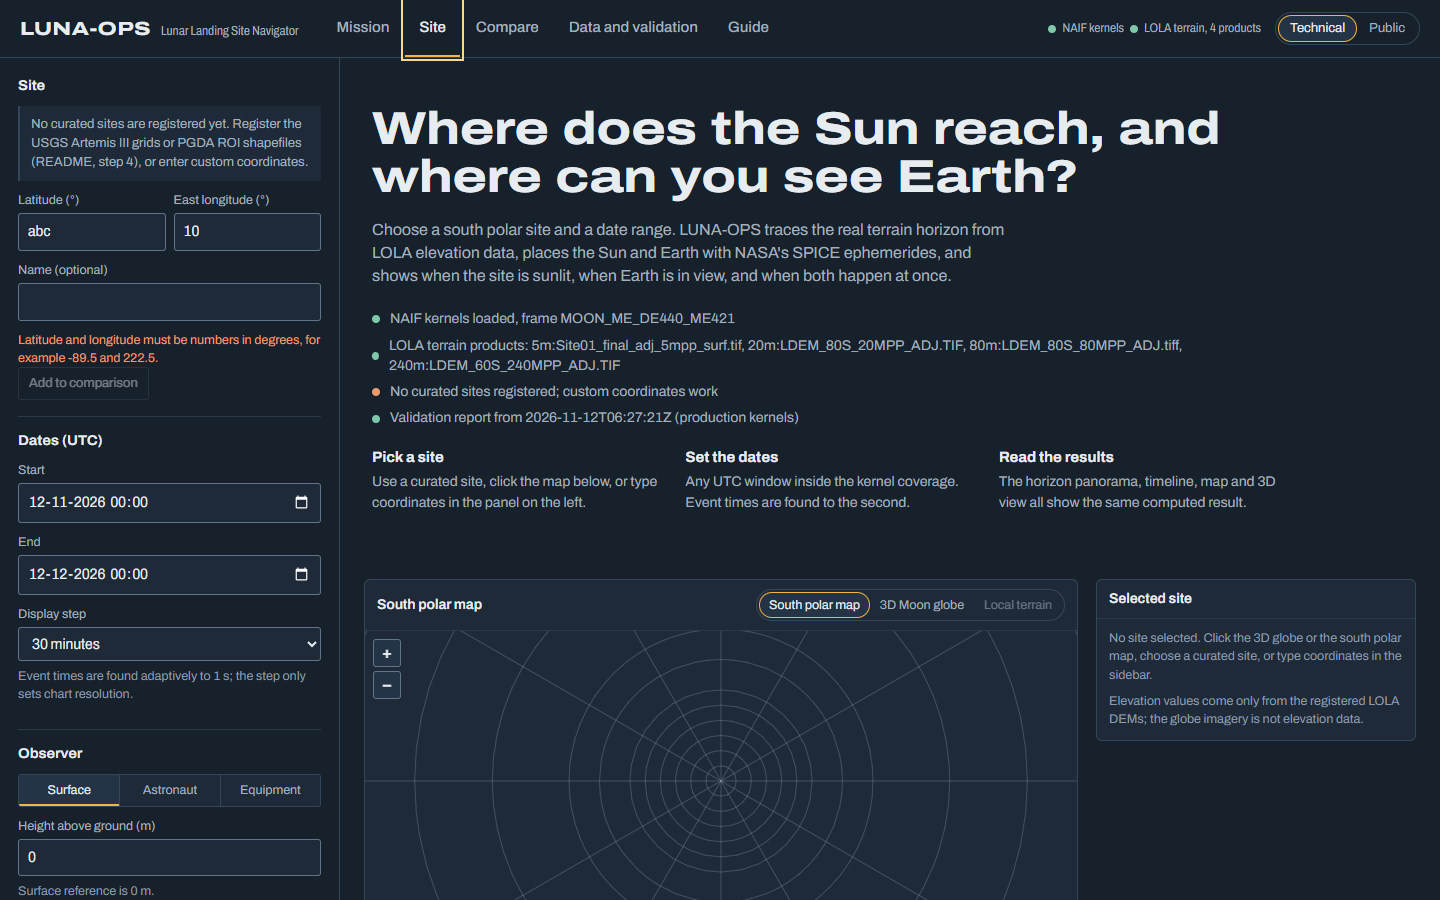 LUNA-OPS Lunar Landing Site Navigator
Mission
Site
Compare
Data and validation
Guide
NAIF kernels
LOLA terrain, 4 products
Technical
Public
Site
No curated sites are registered yet. Register the
USGS Artemis III grids or PGDA ROI shapefiles
(README, step 4), or enter custom coordinates.
Latitude (°)
East longitude (°)
abc
10
Name (optional)
Latitude and longitude must be numbers in degrees, for
example -89.5 and 222.5.
Add to comparison
Dates (UTC)
Start
12-11-2026 00:00
End
12-12-2026 00:00
Display step
30 minutes
Event times are found adaptively to 1 s; the step only
sets chart resolution.
Observer
Surface
Astronaut
Equipment
Height above ground (m)
0
Surface reference is 0 m.
Where does the Sun reach, and
where can you see Earth?
Choose a south polar site and a date range. LUNA-OPS traces the real terrain horizon from
LOLA elevation data, places the Sun and Earth with NASA's SPICE ephemerides, and
shows when the site is sunlit, when Earth is in view, and when both happen at once.
NAIF kernels loaded, frame MOON_ME_DE440_ME421
LOLA terrain products: 5m:Site01_final_adj_5mpp_surf.tif, 20m:LDEM_80S_20MPP_ADJ.TIF, 80m:LDEM_80S_80MPP_ADJ.tiff,
240m:LDEM_60S_240MPP_ADJ.TIF
No curated sites registered; custom coordinates work
Validation report from 2026-11-12T06:27:21Z (production kernels)
Pick a site
Use a curated site, click the map below, or type
coordinates in the panel on the left.
Set the dates
Any UTC window inside the kernel coverage.
Event times are found to the second.
Read the results
The horizon panorama, timeline, map and 3D
view all show the same computed result.
South polar map
South polar map
3D Moon globe
Local terrain
+
−
Selected site
No site selected. Click the 3D globe or the south polar
map, choose a curated site, or type coordinates in the
sidebar.
Elevation values come only from the registered LOLA
DEMs; the globe imagery is not elevation data.